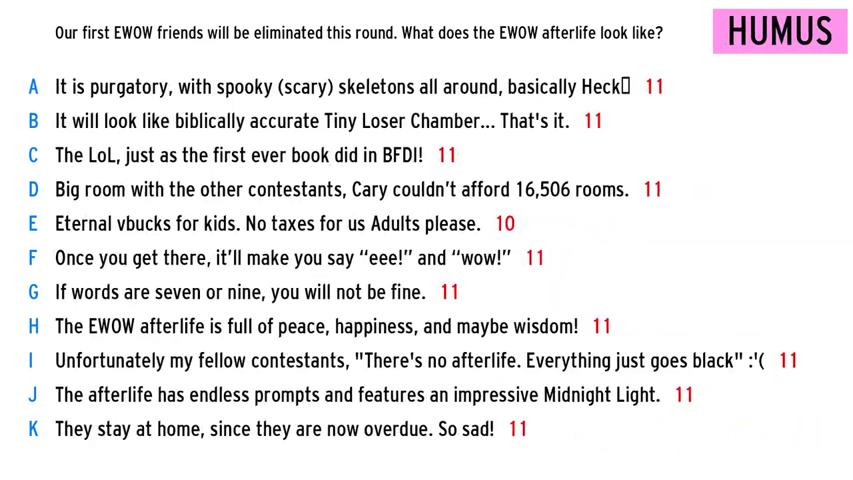 Our first EWOW friends will be eliminated this round. What does the EWOW afterlife look like?
HUMUS
A It is purgatory, with spooky (scary) skeletons all around, basically Heck▯ 11
B It will look like biblically accurate Tiny Loser Chamber... That's it. 11
C The LoL, just as the first ever book did in BFDI! 11
D Big room with the other contestants, Cary couldn’t afford 16,506 rooms. 11
E Eternal vbucks for kids. No taxes for us Adults please. 10
F Once you get there, it’ll make you say “eee!” and “wow!” 11
G If words are seven or nine, you will not be fine. 11
H The EWOW afterlife is full of peace, happiness, and maybe wisdom! 11
I Unfortunately my fellow contestants, "There's no afterlife. Everything just goes black" :'( 11
J The afterlife has endless prompts and features an impressive Midnight Light. 11
K They stay at home, since they are now overdue. So sad! 11